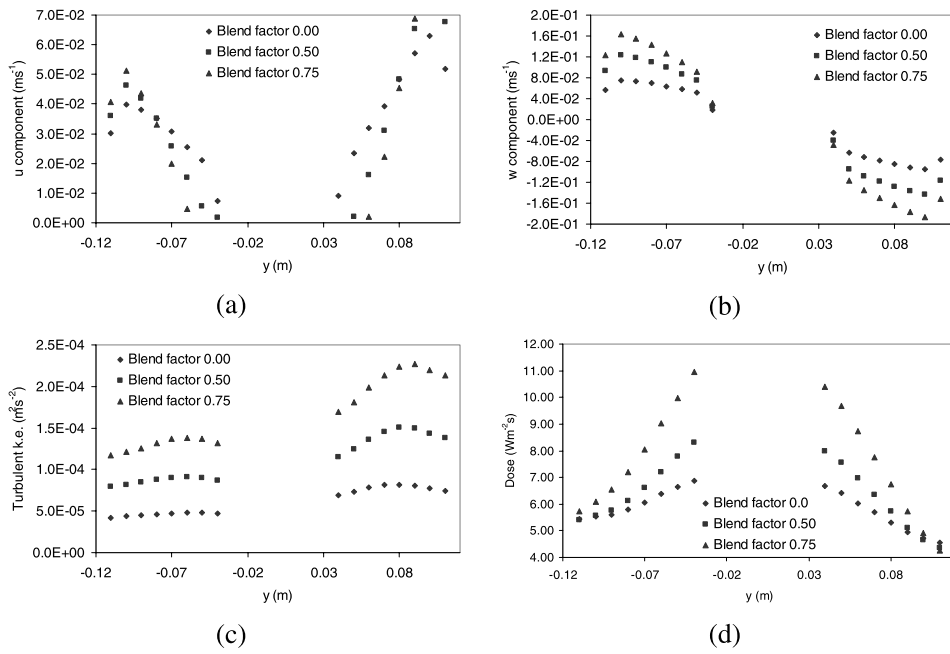 7.0E-02
6.0E-02
5.0E-02
4.0E-02
3.0E-02
2.0E-02
1.0E-02
0.0E+00
u component (ms⁻¹)
Blend factor 0.00
Blend factor 0.50
Blend factor 0.75
-0.12
-0.07
-0.02
0.03
0.08
y (m)
(a)
2.0E-01
1.6E-01
1.2E-01
8.0E-02
4.0E-02
0.0E+00
-4.0E-02
-8.0E-02
-1.2E-01
-1.6E-01
-2.0E-01
w component (ms⁻¹)
Blend factor 0.00
Blend factor 0.50
Blend factor 0.75
-0.12
-0.07
-0.02
0.03
0.08
y (m)
(b)
2.5E-04
2.0E-04
1.5E-04
1.0E-04
5.0E-05
0.0E+00
Turbulent k.e. (m²s⁻²)
Blend factor 0.00
Blend factor 0.50
Blend factor 0.75
-0.12
-0.07
-0.02
0.03
0.08
y (m)
(c)
12.00
11.00
10.00
9.00
8.00
7.00
6.00
5.00
4.00
Dose (Wm⁻²s)
Blend factor 0.0
Blend factor 0.50
Blend factor 0.75
-0.12
-0.07
-0.02
0.03
0.08
y (m)
(d)